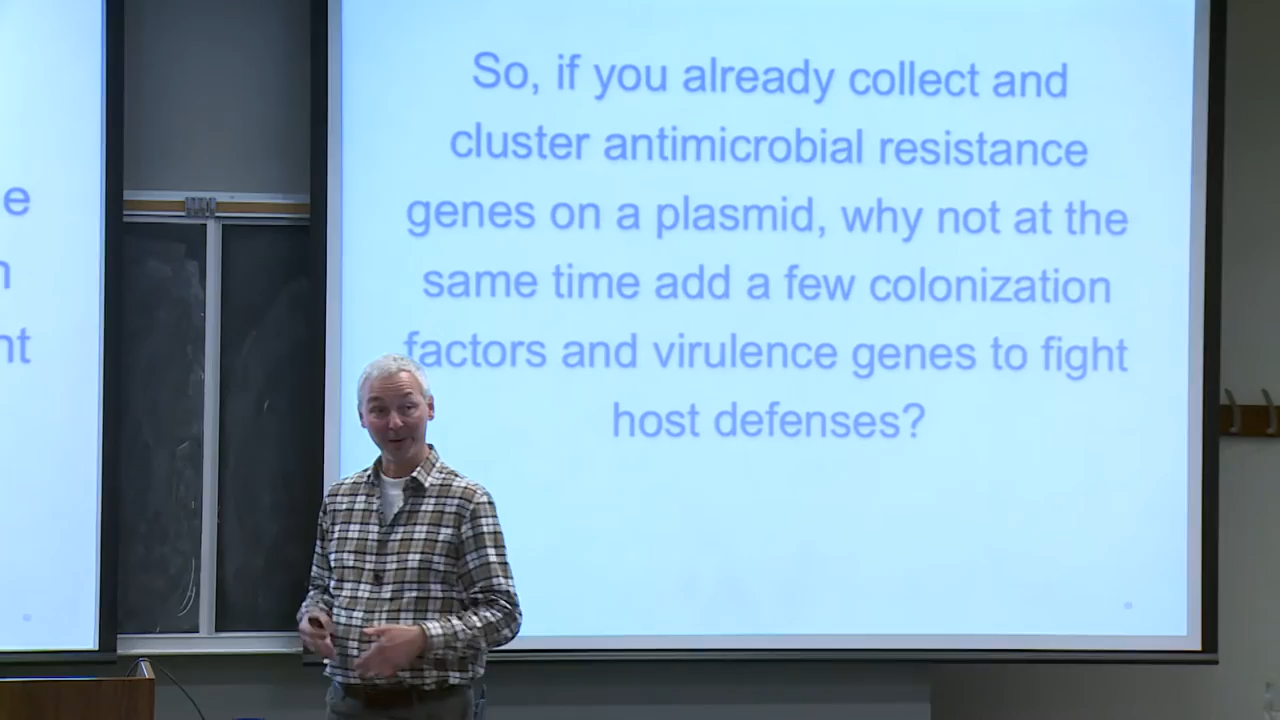 e
n
nt
So, if you already collect and
cluster antimicrobial resistance
genes on a plasmid, why not at the
same time add a few colonization
factors and virulence genes to fight
host defenses?